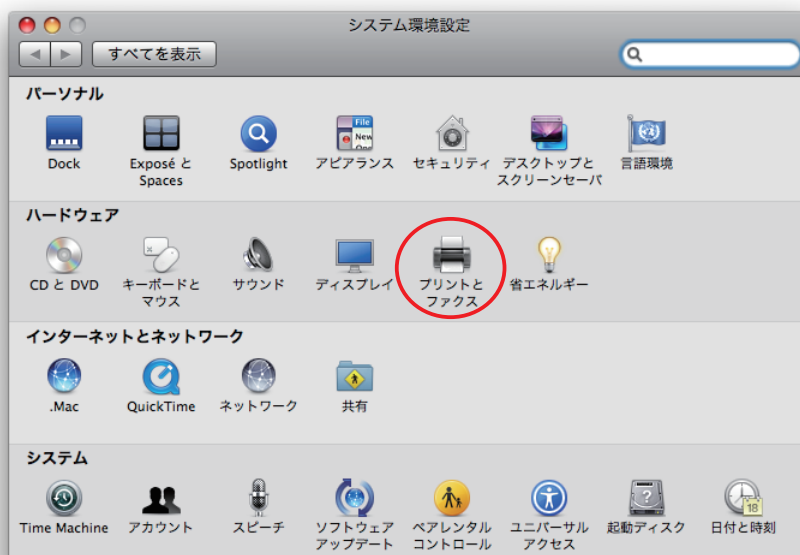 システム環境設定
すべてを表示
パーソナル
Dock
Exposé と
Spaces
Spotlight
File
New
アピアランス
セキュリティ
デスクトップと
スクリーンセーバ
言語環境
ハードウェア
CD と DVD
キーボードと
マウス
サウンド
ディスプレイ
プリントと
ファクス
省エネルギー
インターネットとネットワーク
.Mac
QuickTime
ネットワーク
共有
システム
Time Machine
アカウント
スピーチ
ソフトウェア
アップデート
ペアレンタル
コントロール
ユニバーサル
アクセス
?
起動ディスク
18
日付と時刻